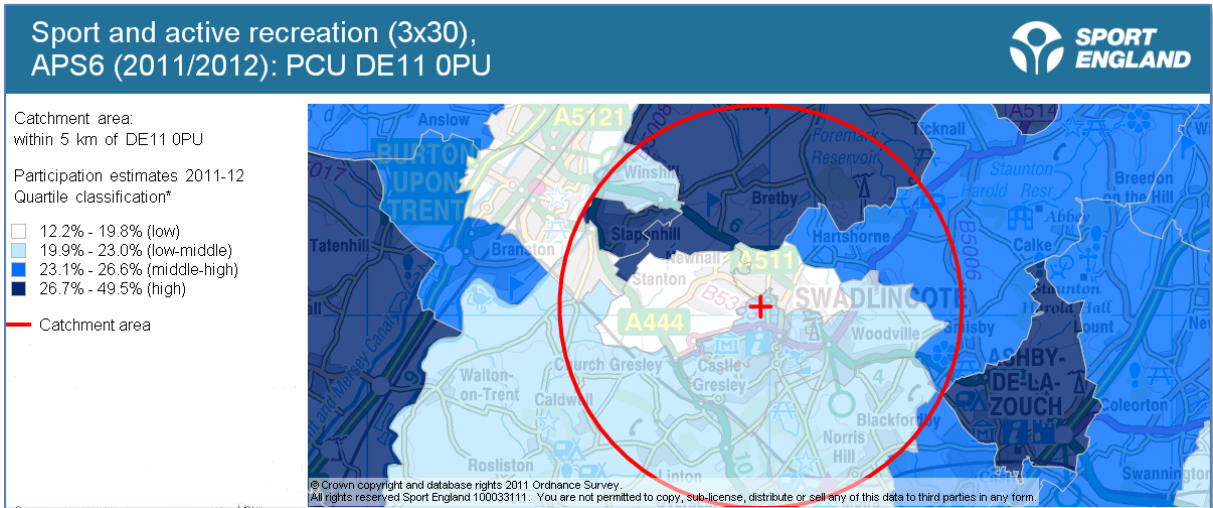 Sport and active recreation (3x30),
APS6 (2011/2012): PCU DE11 0PU
SPORT
ENGLAND
Catchment area:
within 5 km of DE11 0PU
Participation estimates 2011-12
Quartile classification*
12.2% - 19.8% (low)
19.9% - 23.0% (low-middle)
23.1% - 26.6% (middle-high)
26.7% - 49.5% (high)
Catchment area
Anslow
A5121
A514
Ticknall
BURTON
UPON
TRENT
Foremark
Reservoir
Winshill
Staunton
Harold Resr
Breedon
on the Hill
Bretby
Abbey
Tatenhill
Branston
Stapenhill
Hartshorne
B5006
Calke
Newhall
A511
Stanton
Staunton
SWADLINCOTE
A444
Woodville
Smisby
Lount
Church Gresley
Castle
Gresley
ASHBY-
DE-LA-
ZOUCH
Walton-
on-Trent
Caldwell
Coleorton
Blackfordby
Norris
Hill
Rosliston
Linton
Swannington
© Crown copyright and database rights 2011 Ordnance Survey.
All rights reserved Sport England 100033111. You are not permitted to copy, sub-license, distribute or sell any of this data to third parties in any form.